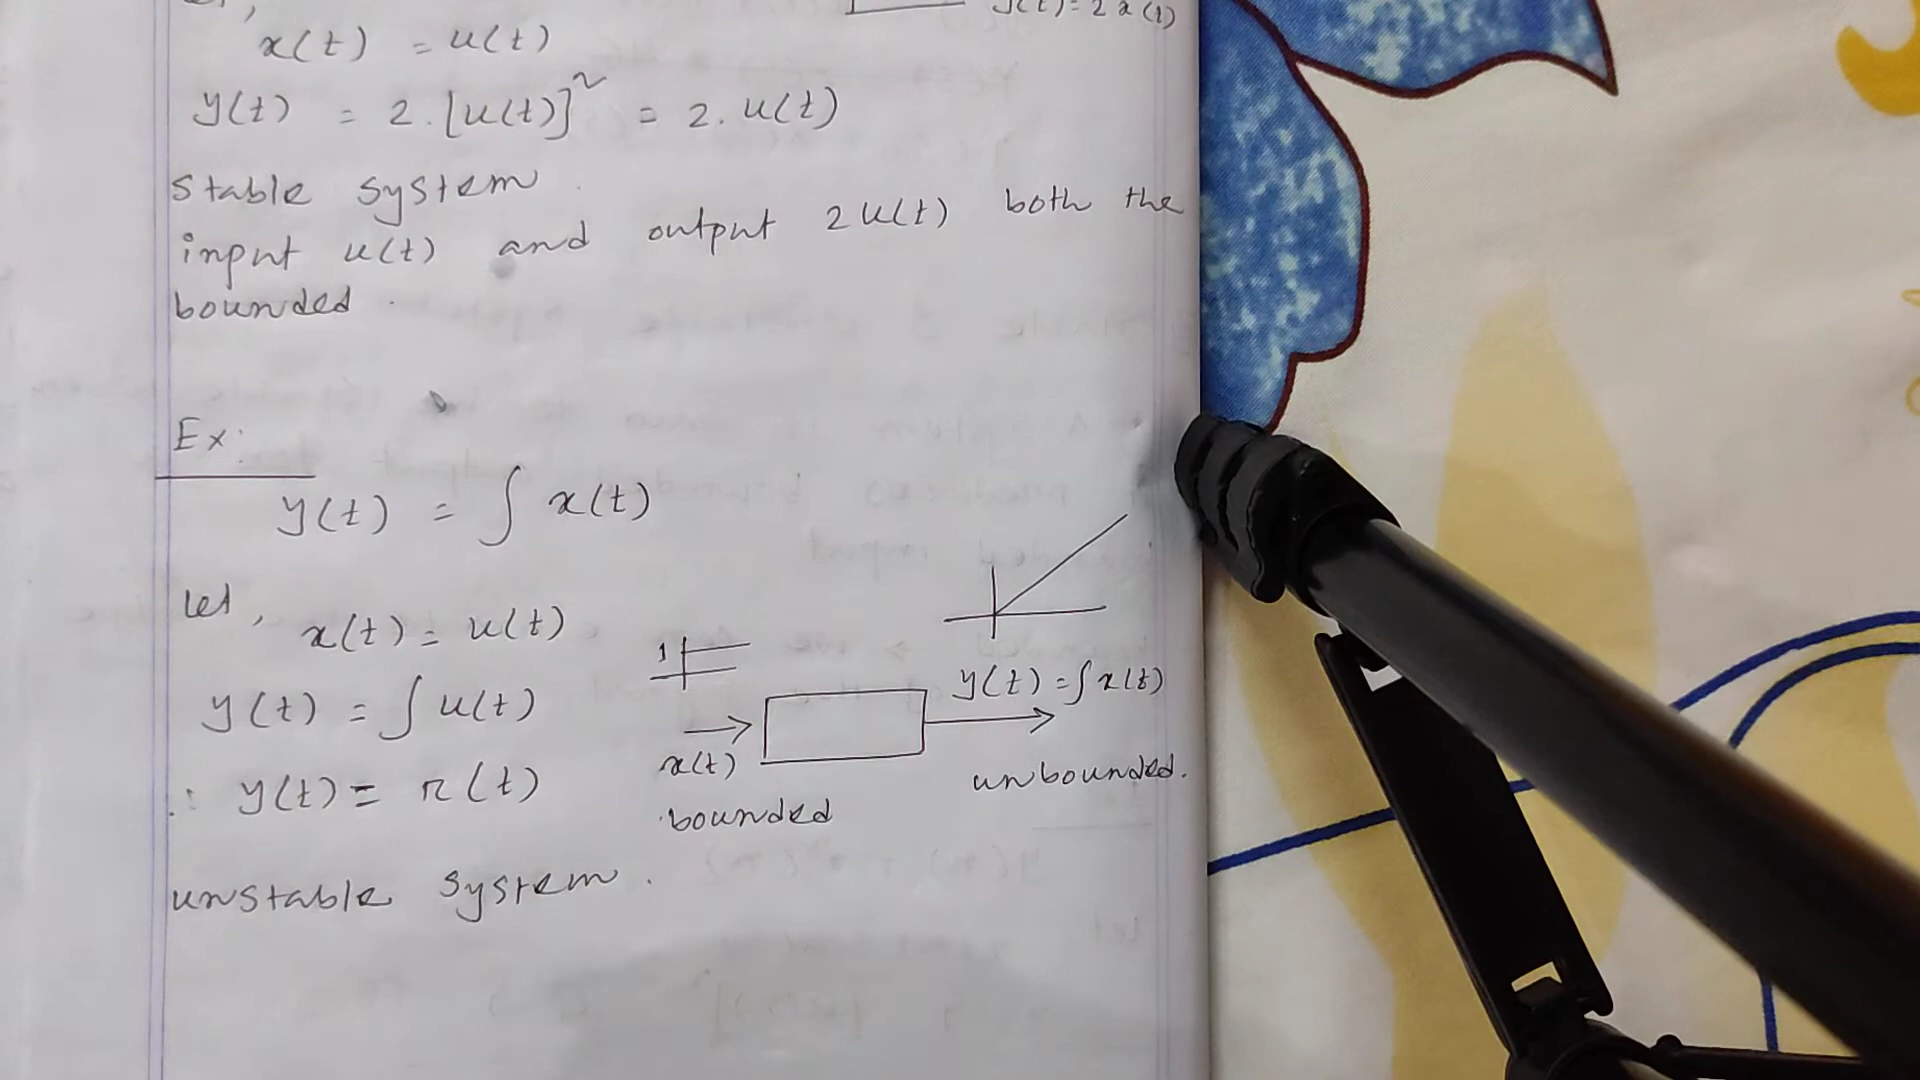 x(t) = u(t)
y(t) = 2.[u(t)]² = 2.u(t)
stable system.
input u(t) and output 2u(t) both the
bounded.
Ex:
y(t) = ∫ x(t)
let,
x(t) = u(t)
1
y(t) = ∫ u(t)
y(t) = ∫ x(t)
x(t)
bounded
unbounded.
∴ y(t) = r(t)
unstable system.